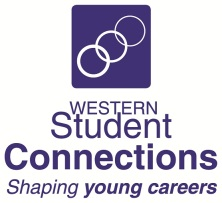 WESTERN
Student
Connections
Shaping young careers